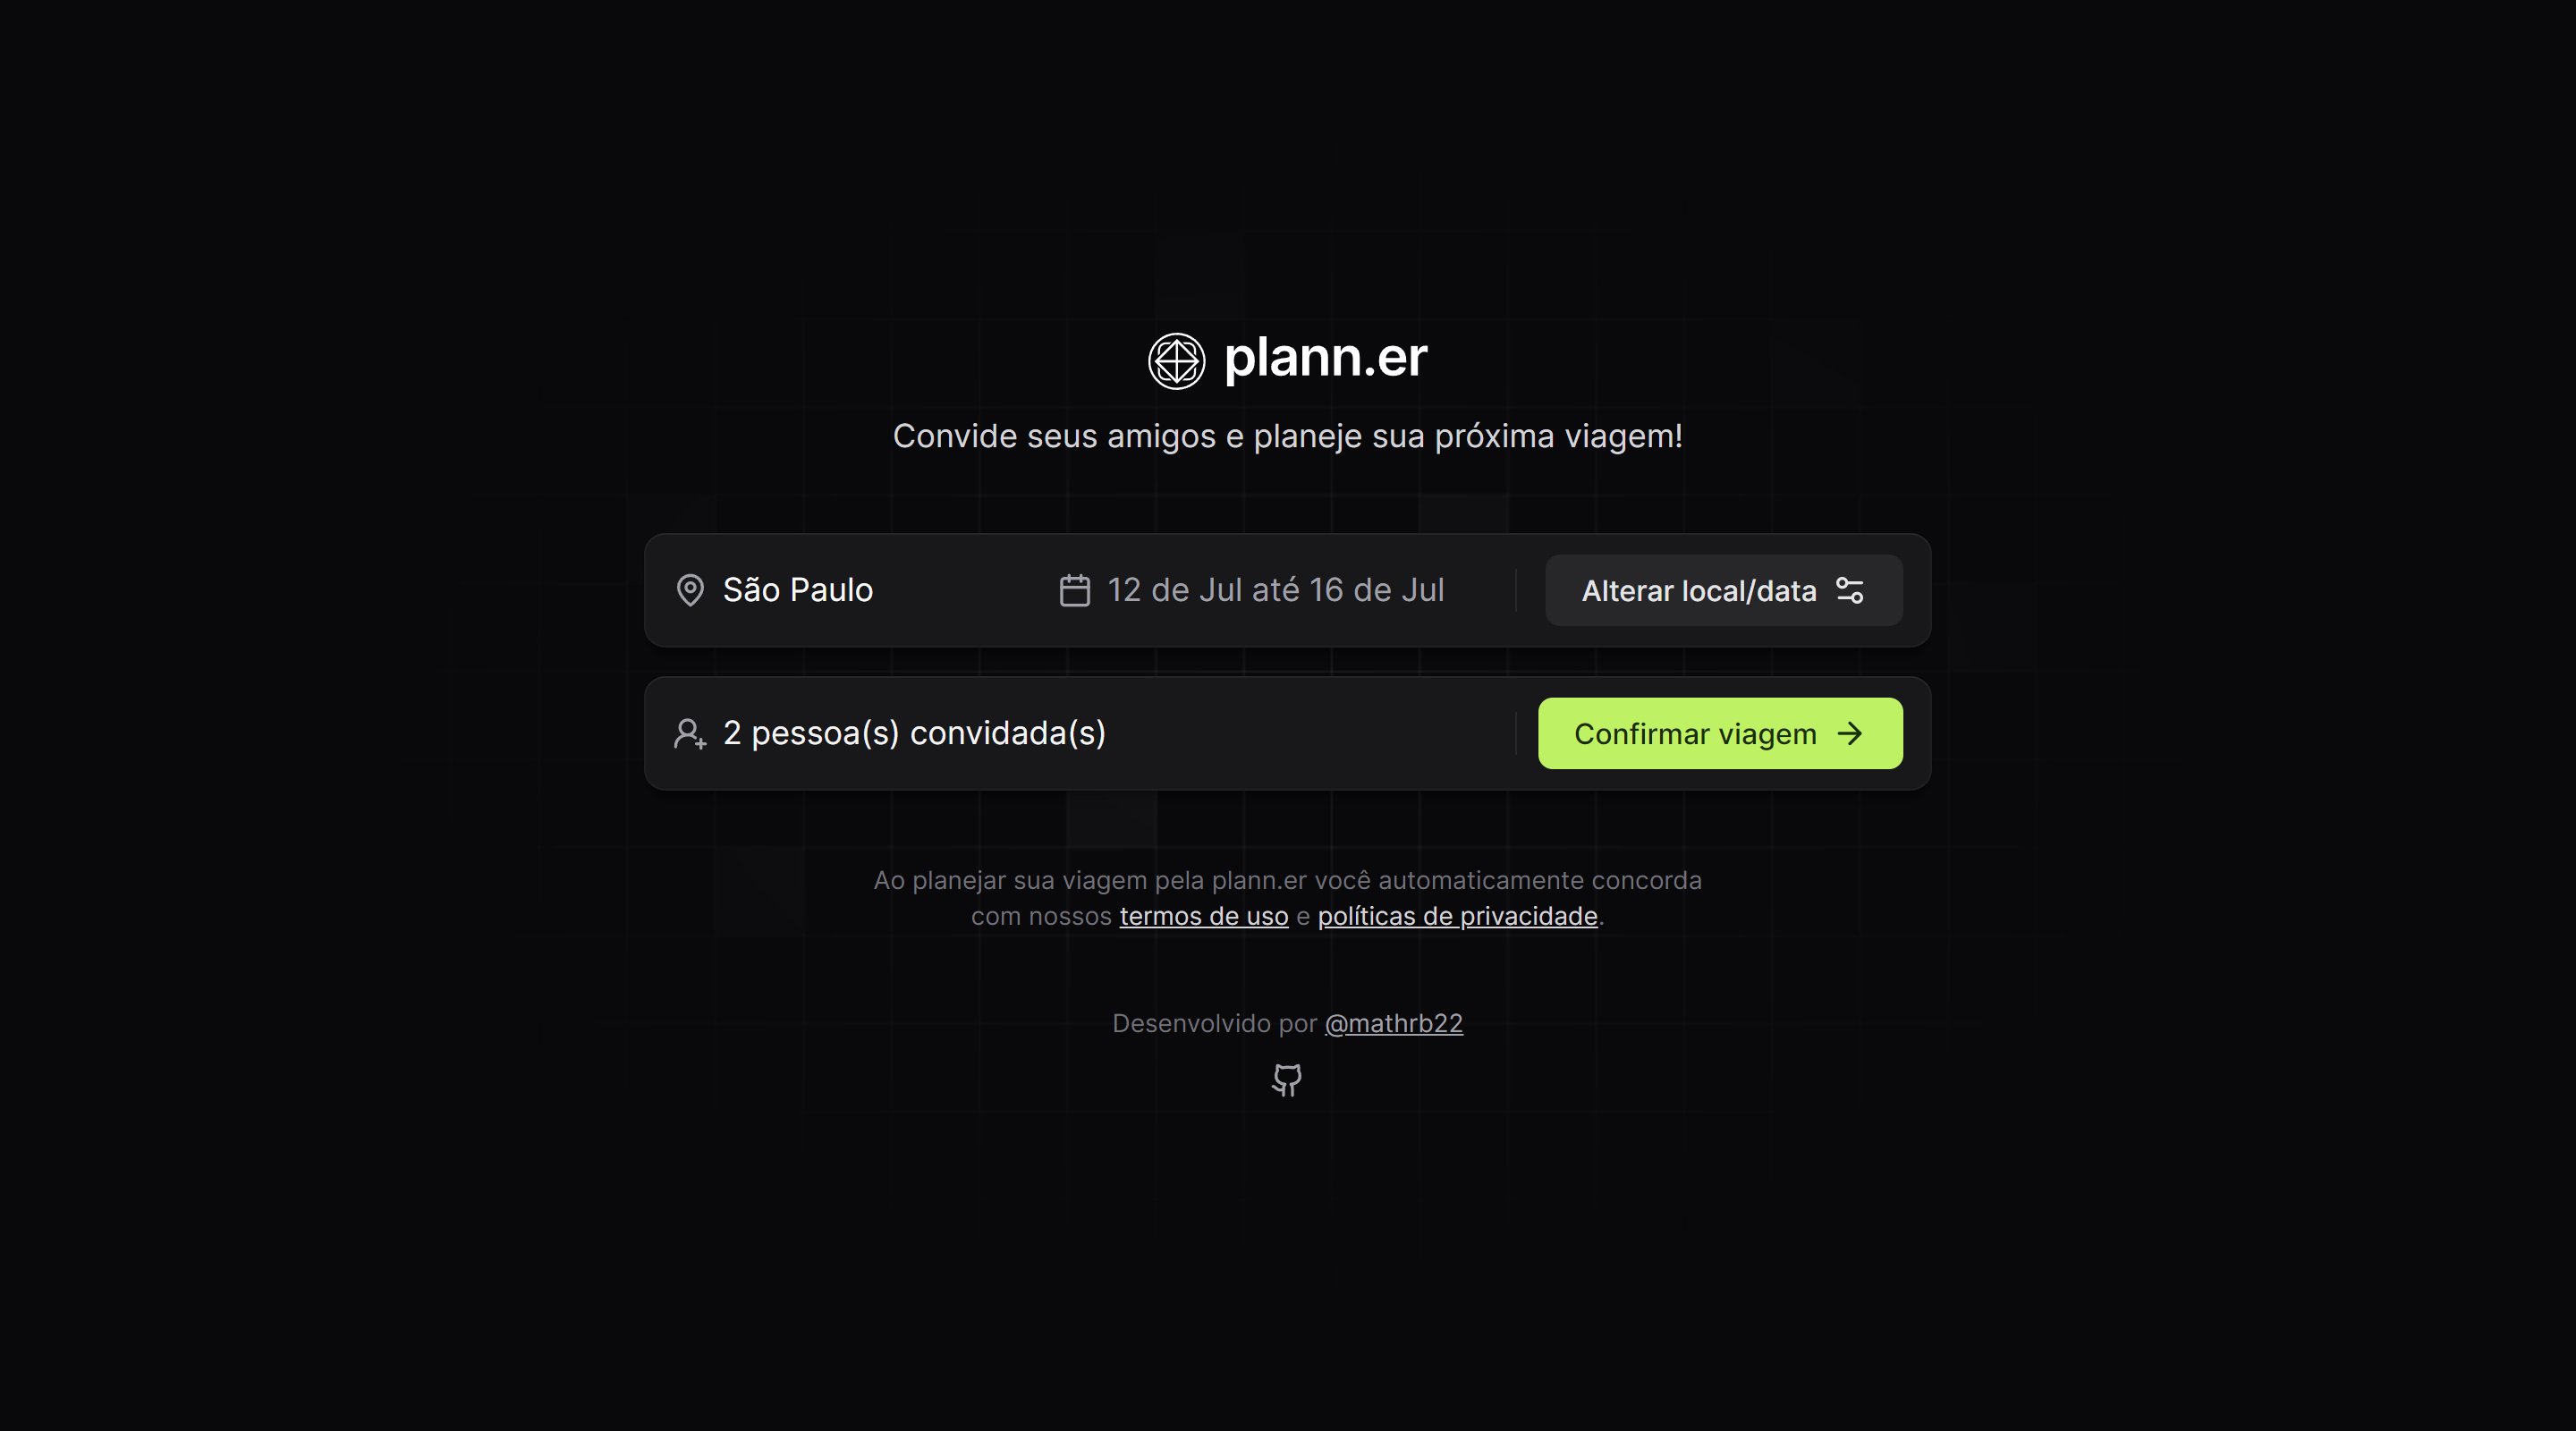 plann.er
Convide seus amigos e planeje sua próxima viagem!
São Paulo
12 de Jul até 16 de Jul
Alterar local/data
2 pessoa(s) convidada(s)
Confirmar viagem
Ao planejar sua viagem pela plann.er você automaticamente concorda
com nossos termos de uso e políticas de privacidade.
Desenvolvido por @mathrb22